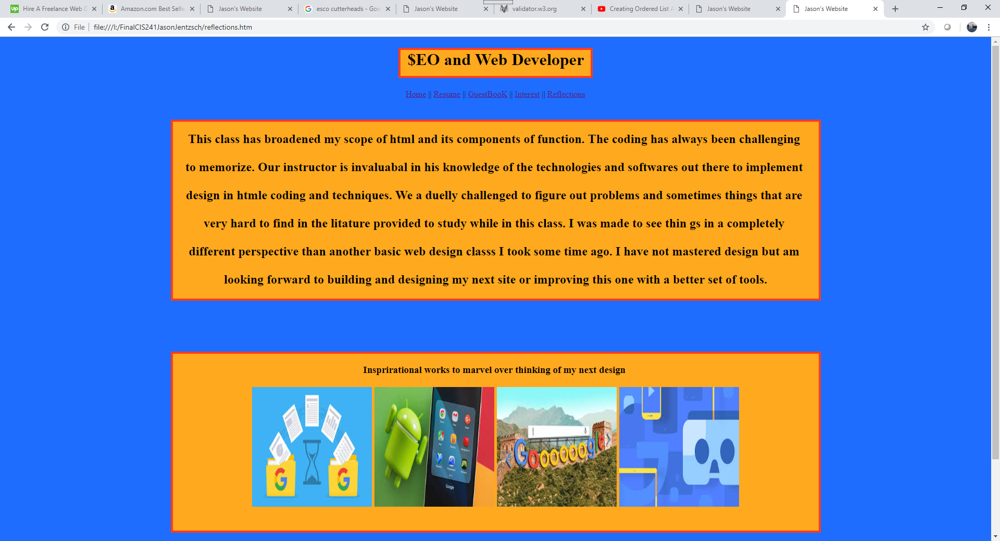 Hire A Freelance Web D
Amazon.com Best Selle
Jason's Website
esco cutterheads - Goo
Jason's Website
validator.w3.org
Creating Ordered List A
Jason's Website
Jason's Website
File
file:///I:/FinalCIS241JasonJentzsch/reflections.htm
$EO and Web Developer
Home || Resume || GuestBooK || Interest || Reflections
This class has broadened my scope of html and its components of function. The coding has always been challenging
to memorize. Our instructor is invaluabal in his knowledge of the technologies and softwares out there to implement
design in htmle coding and techniques. We a duelly challenged to figure out problems and sometimes things that are
very hard to find in the litature provided to study while in this class. I was made to see thin gs in a completely
different perspective than another basic web design classs I took some time ago. I have not mastered design but am
looking forward to building and designing my next site or improving this one with a better set of tools.
Insprirational works to marvel over thinking of my next design
Google
Goooooogle